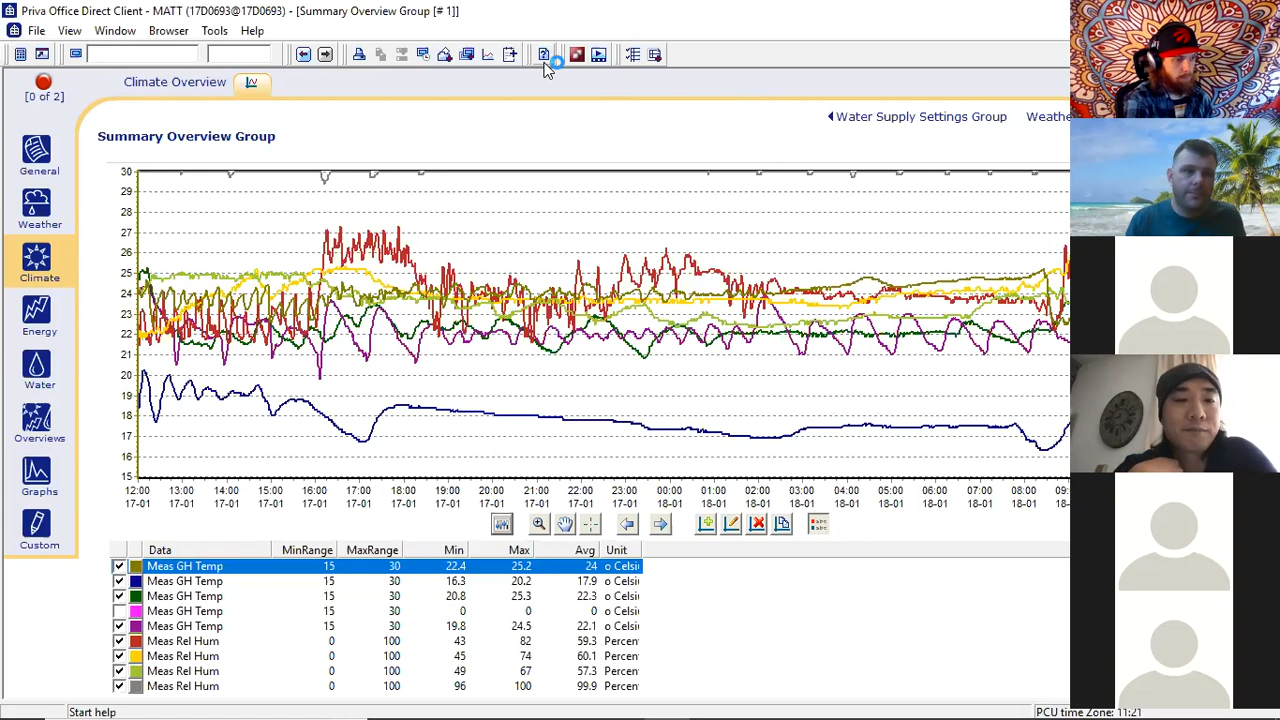 Priva Office Direct Client - MATT (17D0693@17D0693) - [Summary Overview Group [# 1]]
File View Window Browser Tools Help
[0 of 2]
Climate Overview
Water Supply Settings Group Weathe
Summary Overview Group
General
Weather
Climate
Energy
Water
Overviews
Graphs
Custom
30
29
28
27
26
25
24
23
22
21
20
19
18
17
16
15
12:00 13:00 14:00 15:00 16:00 17:00 18:00 19:00 20:00 21:00 22:00 23:00 00:00 01:00 02:00 03:00 04:00 05:00 06:00 07:00 08:00 09:
17-01 17-01 17-01 17-01 17-01 17-01 17-01 17-01 17-01 17-01 17-01 17-01 18-01 18-01 18-01 18-01 18-01 18-01 18-01 18-01 18-01 18-
Data MinRange MaxRange Min Max Avg Unit
Meas GH Temp 15 30 22.4 25.2 24 o Celsi
Meas GH Temp 15 30 16.3 20.2 17.9 o Celsi
Meas GH Temp 15 30 20.8 25.3 22.3 o Celsi
Meas GH Temp 15 30 0 0 0 o Celsi
Meas GH Temp 15 30 19.8 24.5 22.1 o Celsi
Meas Rel Hum 0 100 43 82 59.3 Percen
Meas Rel Hum 0 100 45 74 60.1 Percen
Meas Rel Hum 0 100 49 67 57.3 Percen
Meas Rel Hum 0 100 96 100 99.9 Percen
Start help
PCU time Zone: 11:21